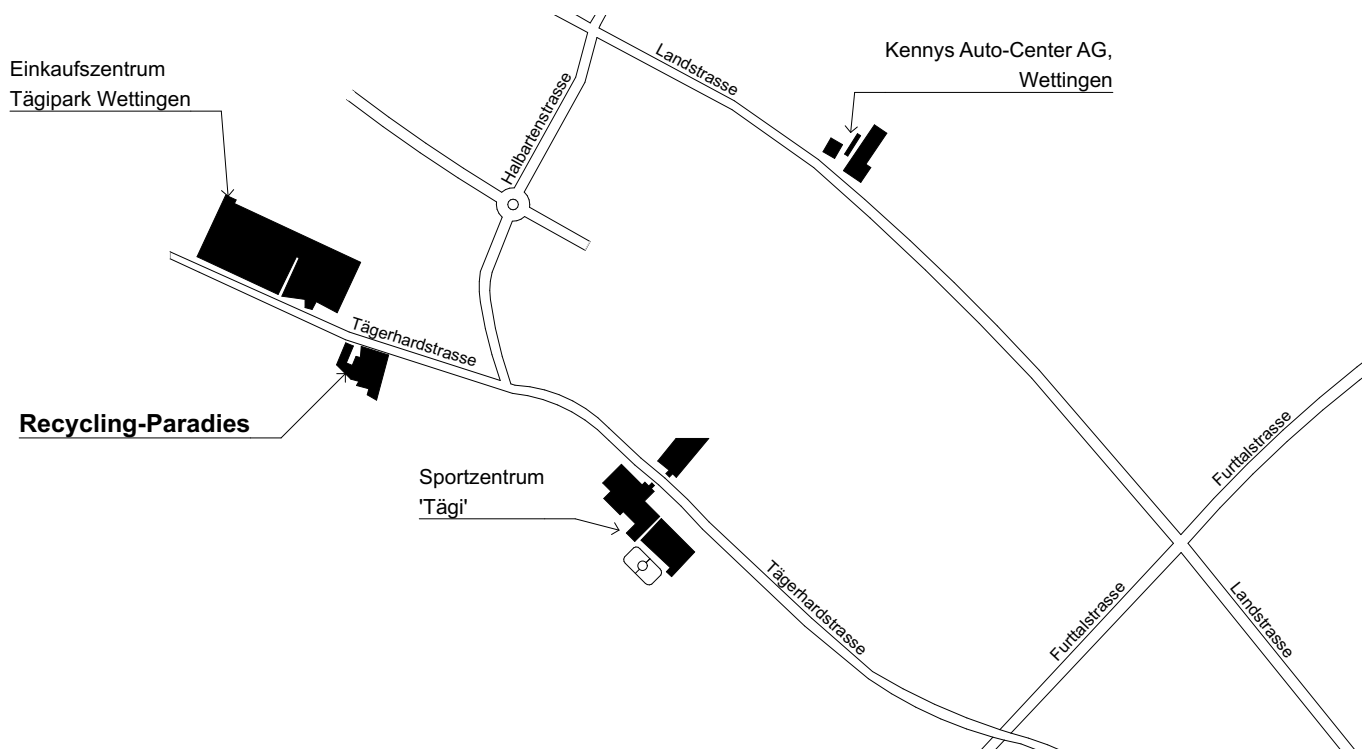 Einkaufszentrum
Tägipark Wettingen
Landstrasse
Kennys Auto-Center AG,
Wettingen
Halbartenstrasse
Tägerhardstrasse
Recycling-Paradies
Sportzentrum
'Tägi'
Furttalstrasse
Tägerhardstrasse
Furttalstrasse
Landstrasse